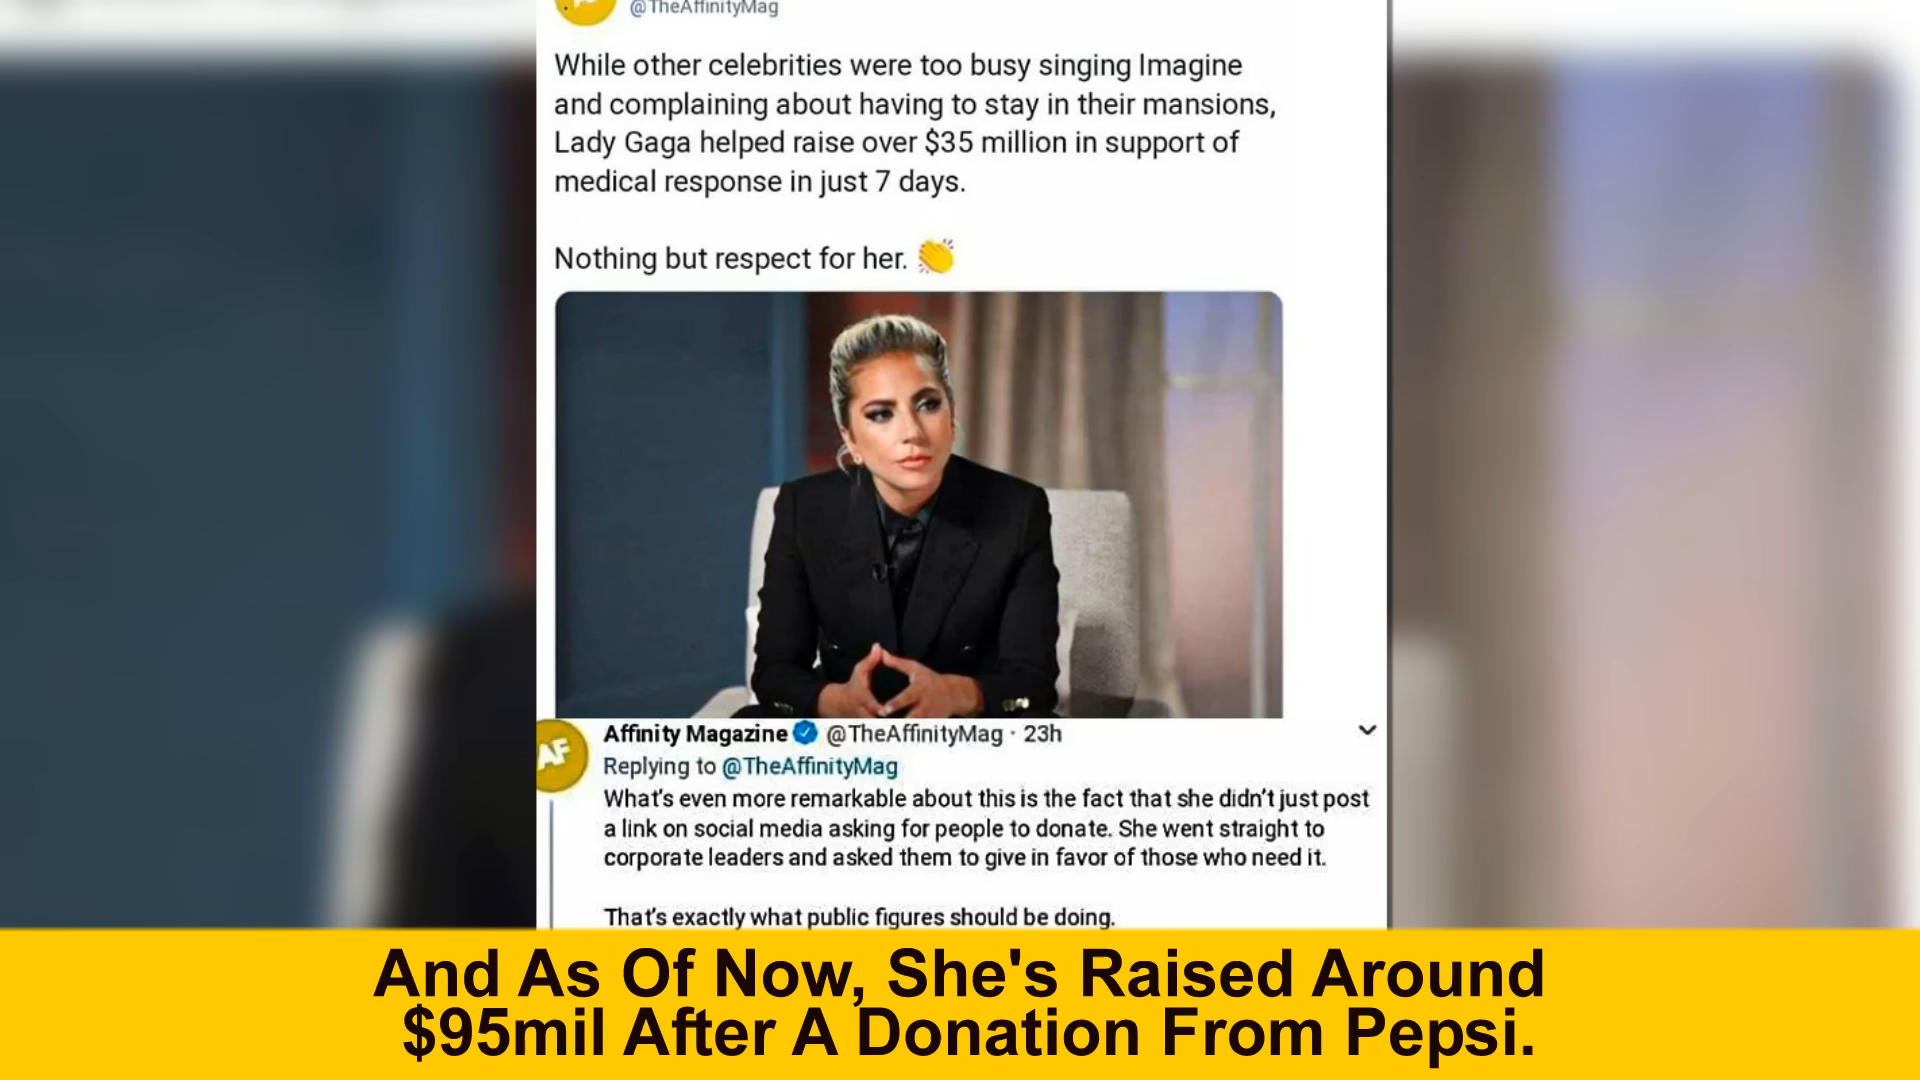 @TheAffinityMag
While other celebrities were too busy singing Imagine
and complaining about having to stay in their mansions,
Lady Gaga helped raise over $35 million in support of
medical response in just 7 days.
Nothing but respect for her. 👏
AF
Affinity Magazine @TheAffinityMag · 23h
Replying to @TheAffinityMag
What's even more remarkable about this is the fact that she didn't just post
a link on social media asking for people to donate. She went straight to
corporate leaders and asked them to give in favor of those who need it.
That's exactly what public figures should be doing.
And As Of Now, She's Raised Around
$95mil After A Donation From Pepsi.